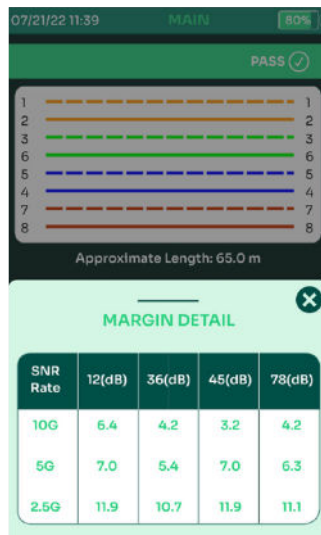 07/21/22 11:39 MAIN 80%
PASS
1 1
2 2
3 3
6 6
5 5
4 4
7 7
8 8
Approximate Length: 65.0 m
MARGIN DETAIL
SNR Rate 12(dB) 36(dB) 45(dB) 78(dB)
10G 6.4 4.2 3.2 4.2
5G 7.0 5.4 7.0 6.3
2.5G 11.9 10.7 11.9 11.1